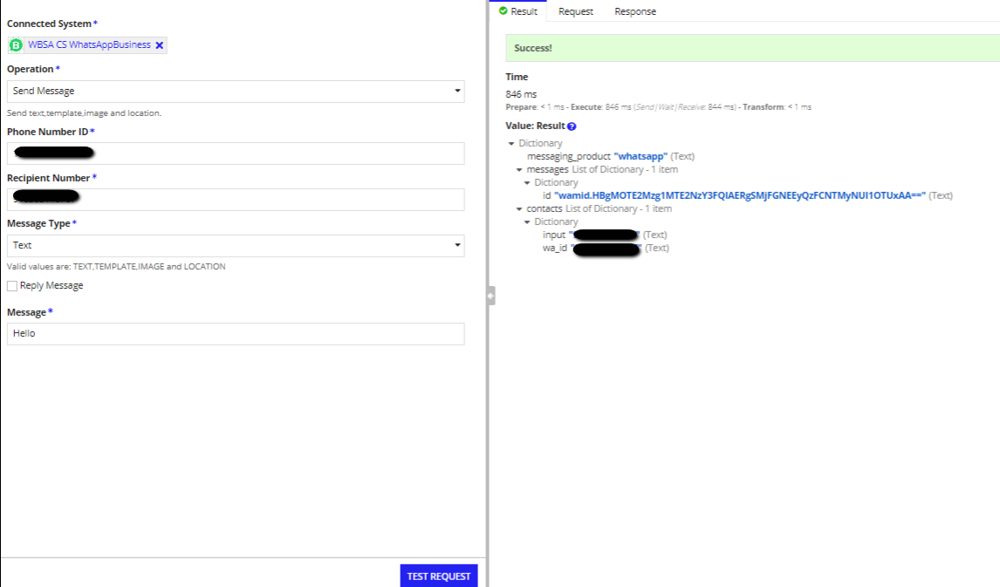 Connected System *
B WBSA CS WhatsAppBusiness ×
Operation *
Send Message
Send text,template,image and location.
Phone Number ID *
Recipient Number *
Message Type *
Text
Valid values are: TEXT,TEMPLATE,IMAGE and LOCATION
Reply Message
Message *
Hello
TEST REQUEST
Result Request Response
Success!
Time
846 ms
Prepare: < 1 ms - Execute: 846 ms (Send | Wait | Receive: 844 ms) - Transform: < 1 ms
Value: Result ?
Dictionary
messaging_product "whatsapp" (Text)
messages List of Dictionary - 1 item
Dictionary
id "wamid.HBgMOTE2Mzg1MTE2NzY3FQIAERgSMjFGNEEyQzFCNTMyNUI1OTUxAA==" (Text)
contacts List of Dictionary - 1 item
Dictionary
input " " (Text)
wa_id " " (Text)